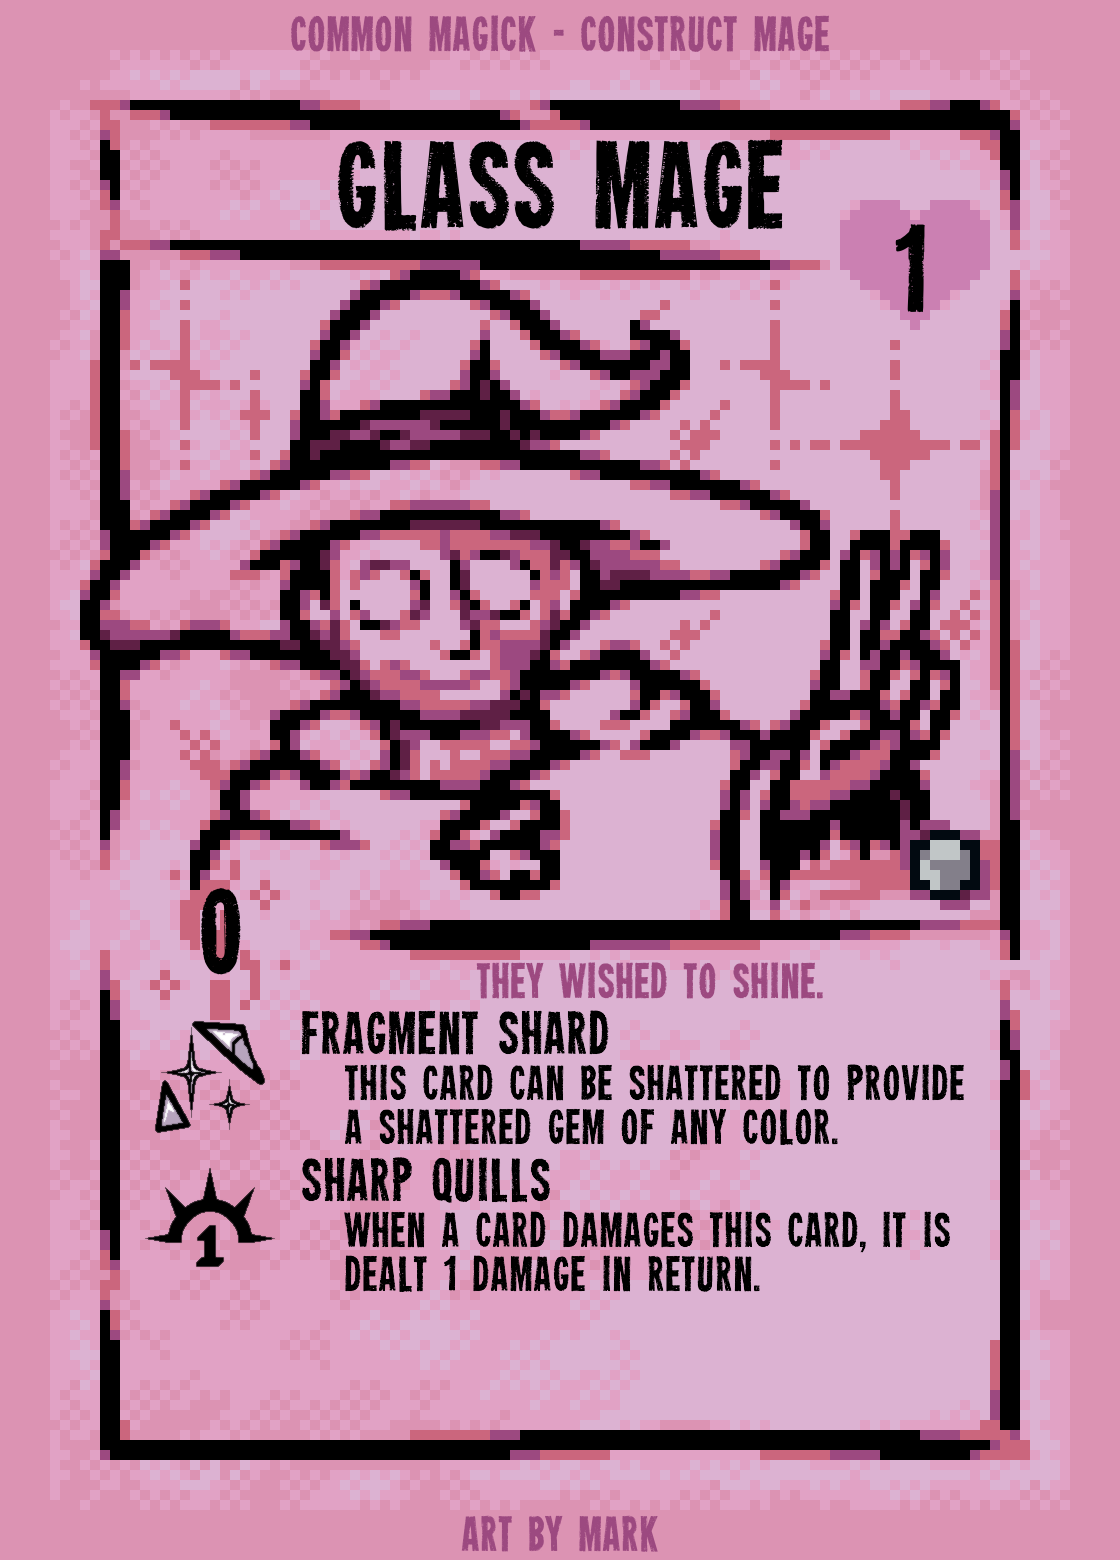 COMMON MAGICK - CONSTRUCT MAGE
GLASS MAGE
1
0
THEY WISHED TO SHINE.
FRAGMENT SHARD
THIS CARD CAN BE SHATTERED TO PROVIDE
A SHATTERED GEM OF ANY COLOR.
SHARP QUILLS
1
WHEN A CARD DAMAGES THIS CARD, IT IS
DEALT 1 DAMAGE IN RETURN.
ART BY MARK